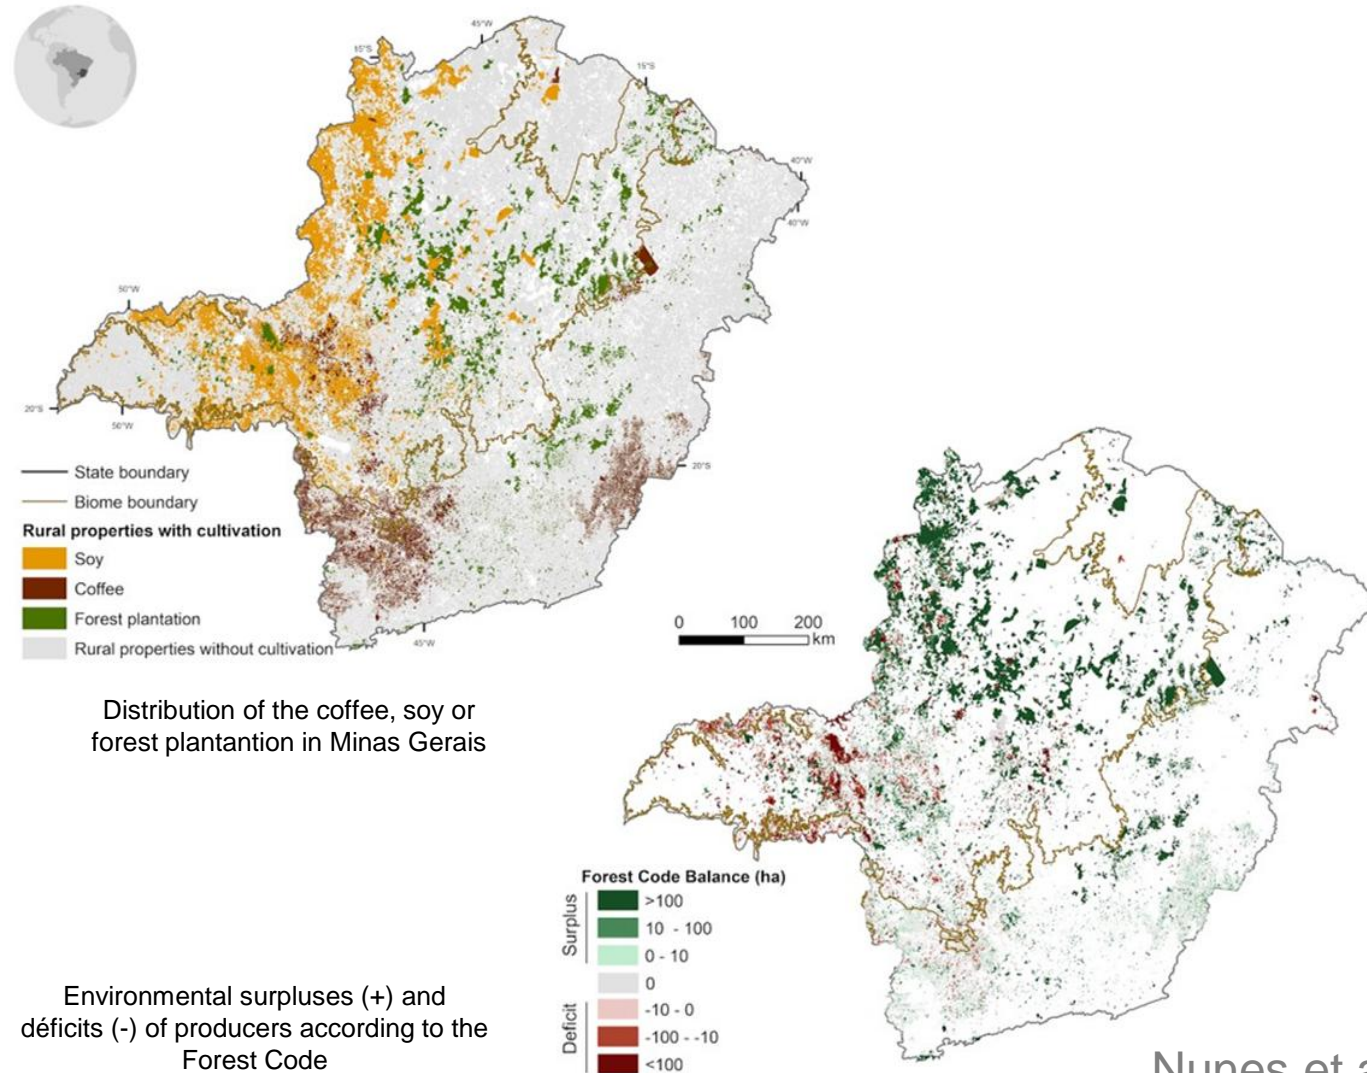 45°W
15°S
15°S
40°W
40°W
50°W
20°S
50°W
20°S
45°W
State boundary
Biome boundary
Rural properties with cultivation
Soy
Coffee
Forest plantation
Rural properties without cultivation
0 100 200
km
Distribution of the coffee, soy or
forest plantantion in Minas Gerais
Forest Code Balance (ha)
Surplus
>100
10 - 100
0 - 10
0
Deficit
-10 - 0
-100 - -10
<100
Environmental surpluses (+) and
déficits (-) of producers according to the
Forest Code
Nunes et a